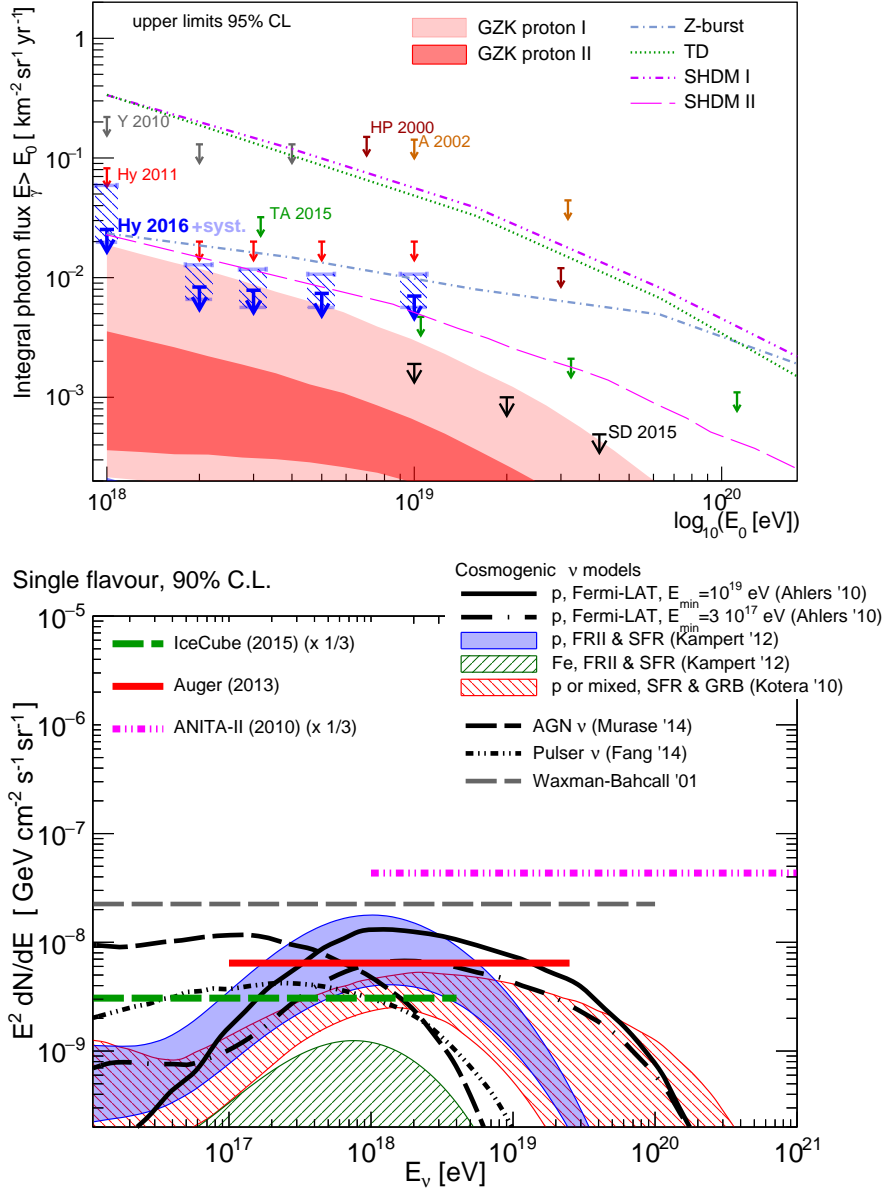 upper limits 95% CL
GZK proton I
GZK proton II
Z-burst
TD
SHDM I
SHDM II
Integral photon flux E_γ > E_0 [ km^-2 sr^-1 yr^-1 ]
1
10^-1
10^-2
10^-3
Y 2010
HP 2000
A 2002
Hy 2011
Hy 2016 +syst.
TA 2015
SD 2015
10^18
10^19
10^20
log_10(E_0 [eV])
Single flavour, 90% C.L.
Cosmogenic ν models
p, Fermi-LAT, E_min=10^19 eV (Ahlers '10)
p, Fermi-LAT, E_min=3 10^17 eV (Ahlers '10)
p, FRII & SFR (Kampert '12)
Fe, FRII & SFR (Kampert '12)
p or mixed, SFR & GRB (Kotera '10)
IceCube (2015) (x 1/3)
Auger (2013)
ANITA-II (2010) (x 1/3)
AGN ν (Murase '14)
Pulser ν (Fang '14)
Waxman-Bahcall '01
E^2 dN/dE [ GeV cm^-2 s^-1 sr^-1 ]
10^-5
10^-6
10^-7
10^-8
10^-9
10^17
10^18
10^19
10^20
10^21
E_ν [eV]